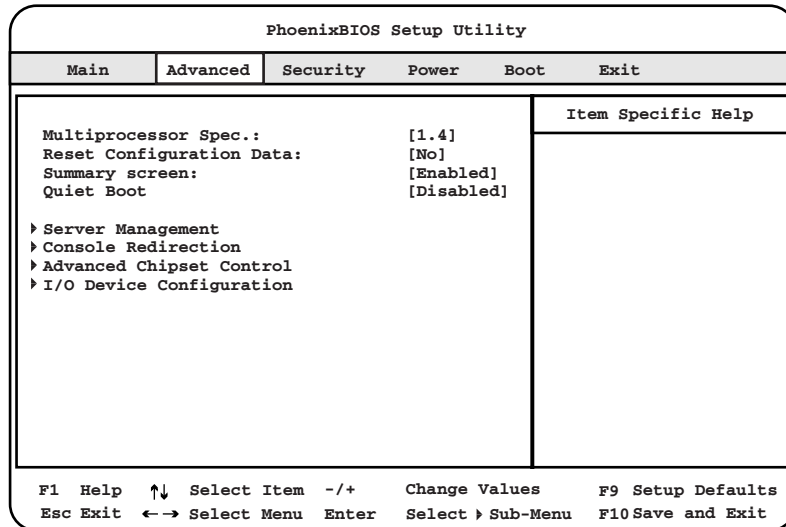 PhoenixBIOS Setup Utility
Main Advanced Security Power Boot Exit
Item Specific Help
Multiprocessor Spec.: [1.4]
Reset Configuration Data: [No]
Summary screen: [Enabled]
Quiet Boot [Disabled]
Server Management
Console Redirection
Advanced Chipset Control
I/O Device Configuration
F1 Help ↑↓ Select Item -/+ Change Values F9 Setup Defaults
Esc Exit ←→ Select Menu Enter Select ▸ Sub-Menu F10 Save and Exit